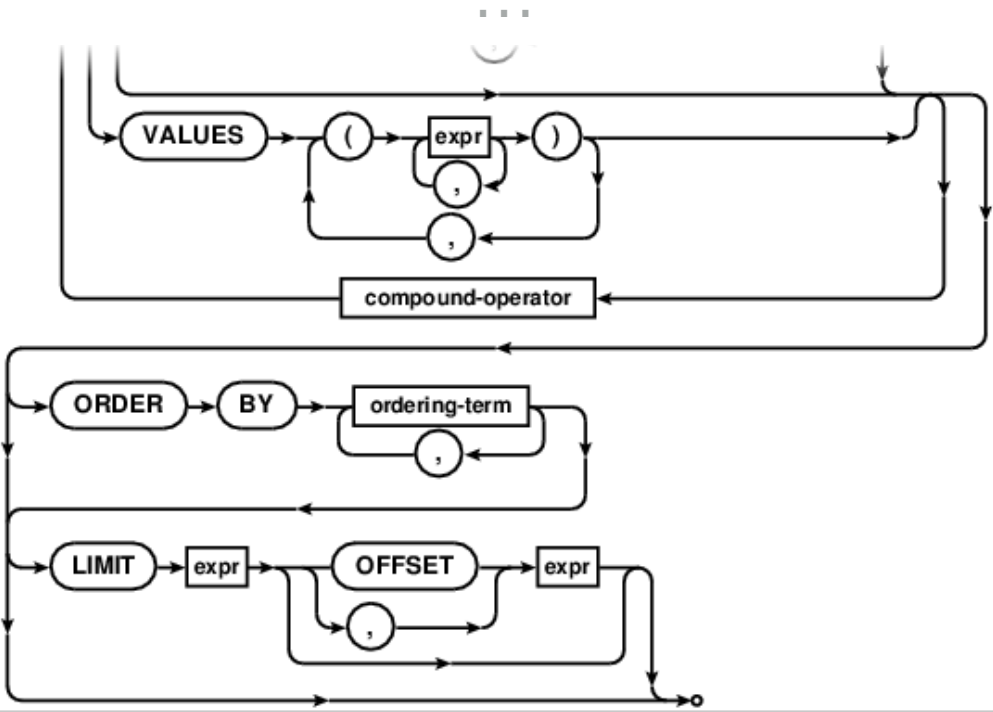 ,
VALUES ( expr )
,
,
compound-operator
ORDER BY ordering-term
,
LIMIT expr OFFSET expr
,